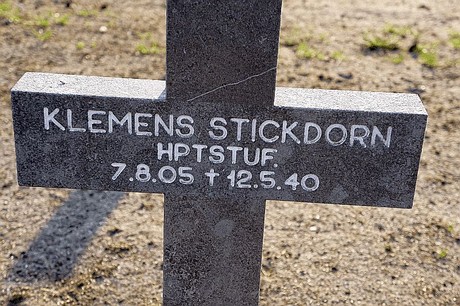 KLEMENS STICKDORN
HPTSTUF.
7.8.05 † 12.5.40